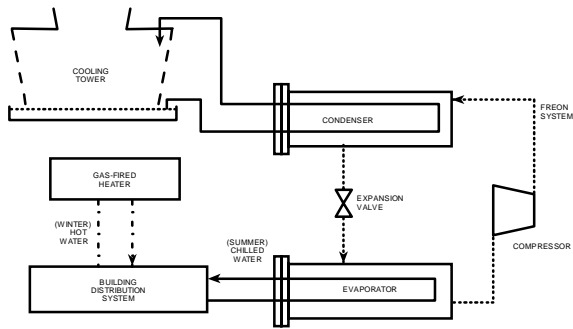 COOLING
TOWER
CONDENSER
FREON
SYSTEM
GAS-FIRED
HEATER
EXPANSION
VALVE
(WINTER)
HOT
WATER
(SUMMER)
CHILLED
WATER
COMPRESSOR
BUILDING
DISTRIBUTION
SYSTEM
EVAPORATOR